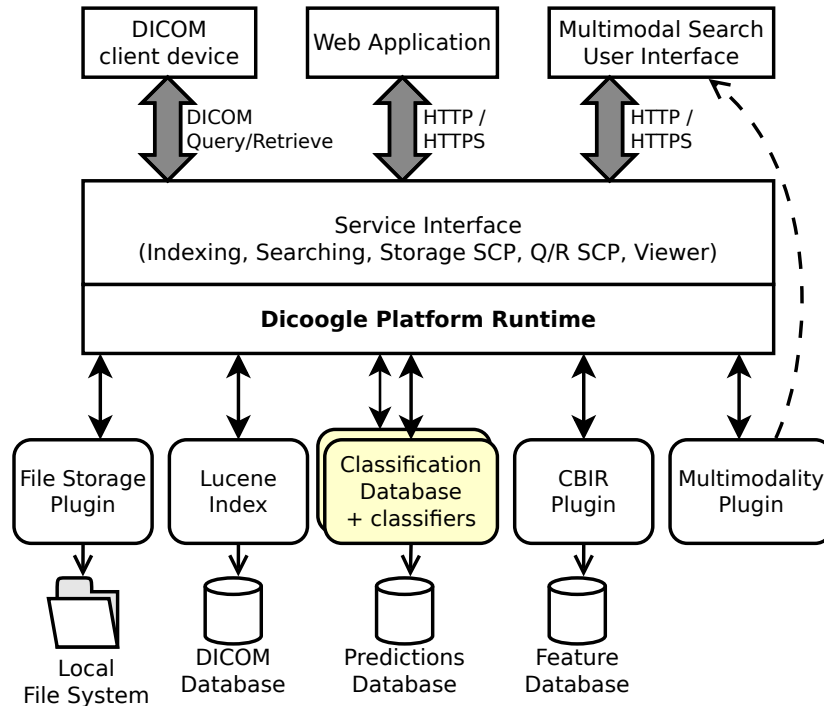 DICOM
client device
Web Application
Multimodal Search
User Interface
DICOM
Query/Retrieve
HTTP /
HTTPS
HTTP /
HTTPS
Service Interface
(Indexing, Searching, Storage SCP, Q/R SCP, Viewer)
Dicoogle Platform Runtime
File Storage
Plugin
Lucene
Index
Classification
Database
+ classifiers
CBIR
Plugin
Multimodality
Plugin
Local
File System
DICOM
Database
Predictions
Database
Feature
Database